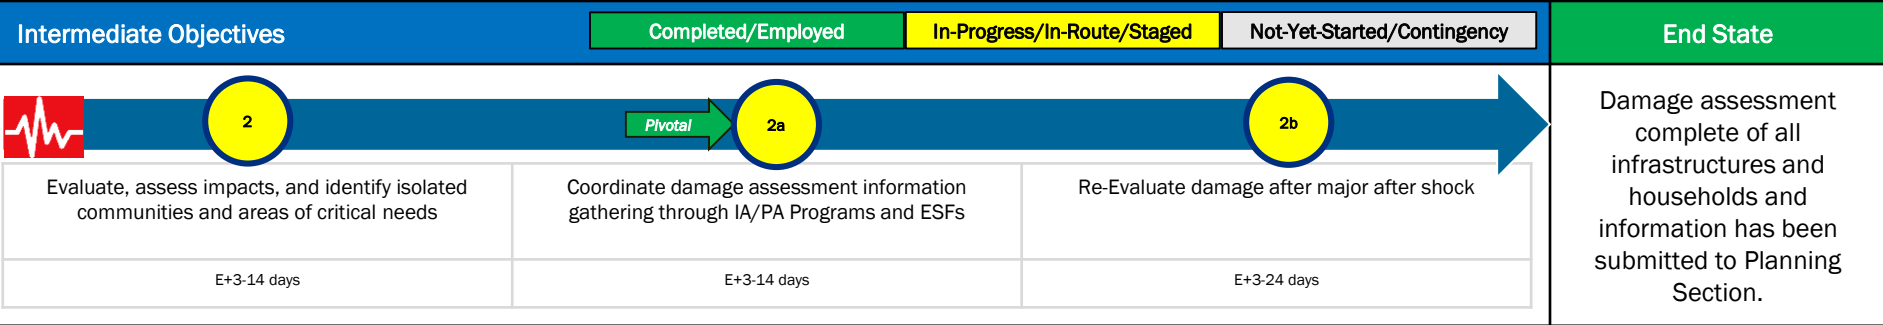 Intermediate Objectives
Completed/Employed
In-Progress/In-Route/Staged
Not-Yet-Started/Contingency
End State
2
Pivotal
2a
2b
Evaluate, assess impacts, and identify isolated
communities and areas of critical needs
Coordinate damage assessment information
gathering through IA/PA Programs and ESFs
Re-Evaluate damage after major after shock
E+3-14 days
E+3-14 days
E+3-24 days
Damage assessment
complete of all
infrastructures and
households and
information has been
submitted to Planning
Section.